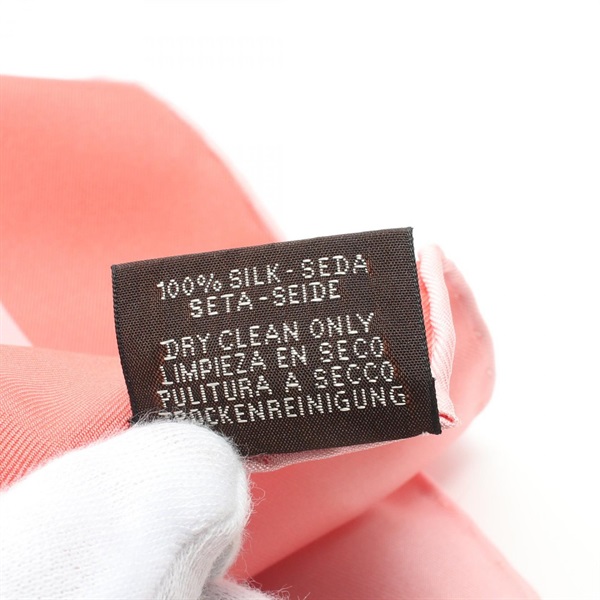 100% SILK-SEDA
SETA-SEIDE
DRY CLEAN ONLY
LIMPIEZA EN SECO
PULITURA A SECCO
TROCKENREINIGUNG